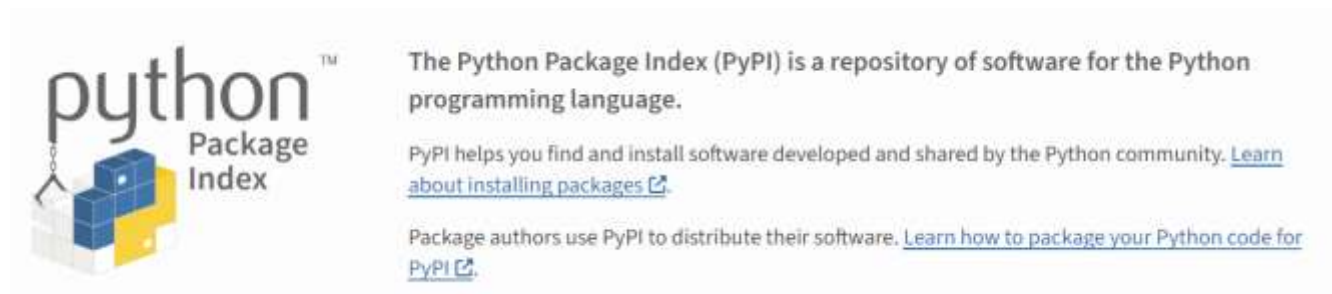 python™
Package
Index
The Python Package Index (PyPI) is a repository of software for the Python
programming language.
PyPI helps you find and install software developed and shared by the Python community. Learn
about installing packages.
Package authors use PyPI to distribute their software. Learn how to package your Python code for
PyPI.